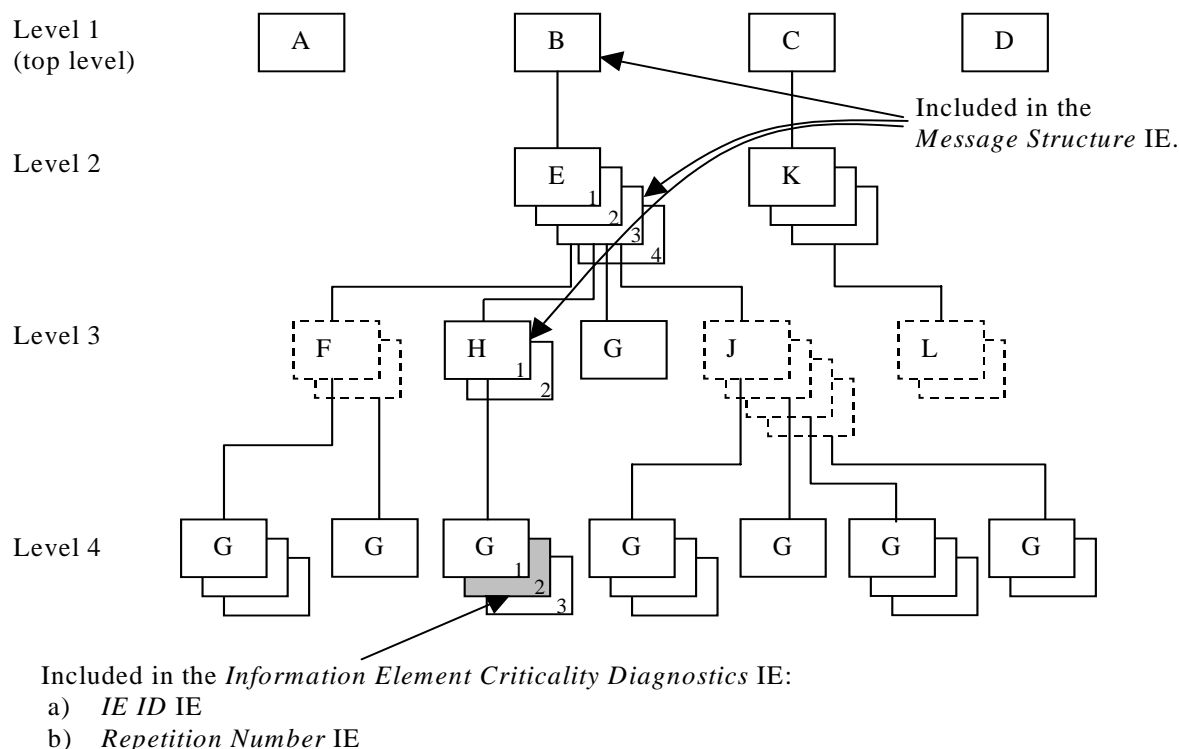 Level 1
(top level)
A
B
C
D
Included in the
Message Structure IE.
Level 2
E
1
2
3
4
K
Level 3
F
H
1
2
G
J
L
Level 4
G
G
G
1
2
3
G
G
G
G
Included in the Information Element Criticality Diagnostics IE:
a) IE ID IE
b) Repetition Number IE